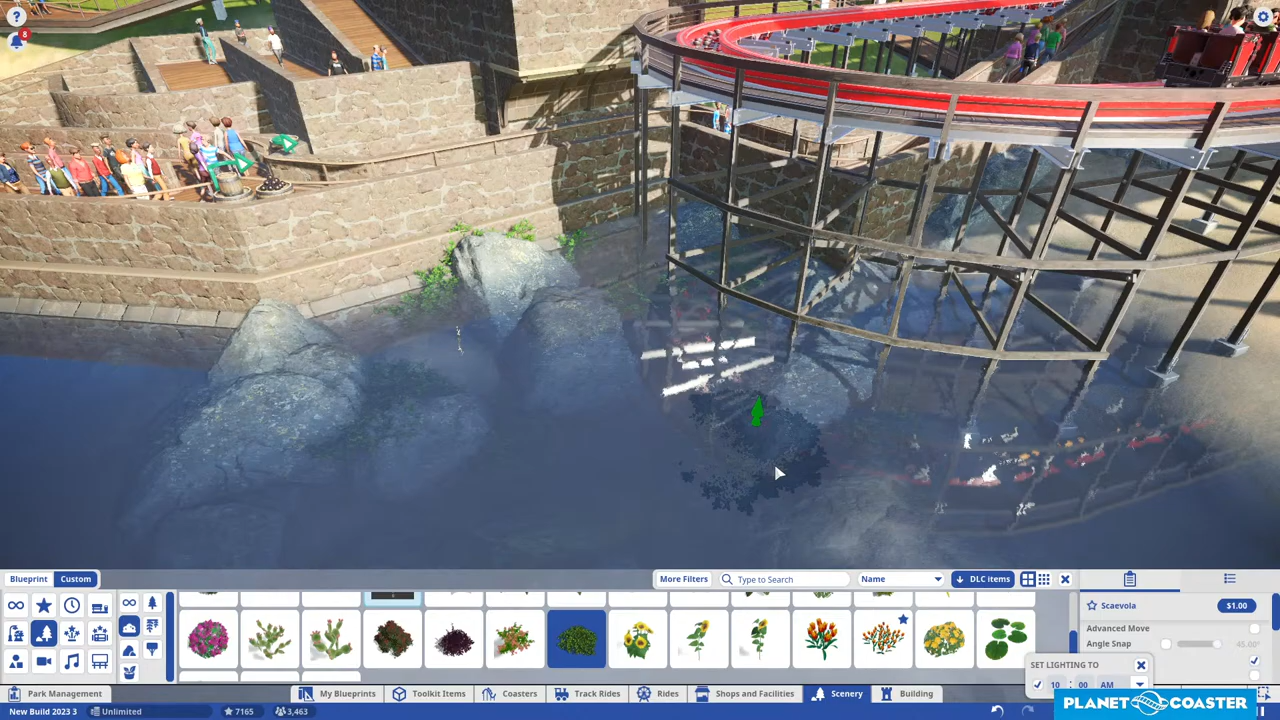 ?
8
Blueprint
Custom
More Filters
Type to Search
Name
DLC items
Scaevola
$1.00
Advanced Move
Angle Snap
45.00°
SET LIGHTING TO
10 : 00 AM
Park Management
My Blueprints
Toolkit Items
Coasters
Track Rides
Rides
Shops and Facilities
Scenery
Building
New Build 2023 3
Unlimited
7165
3,463
PLANET COASTER